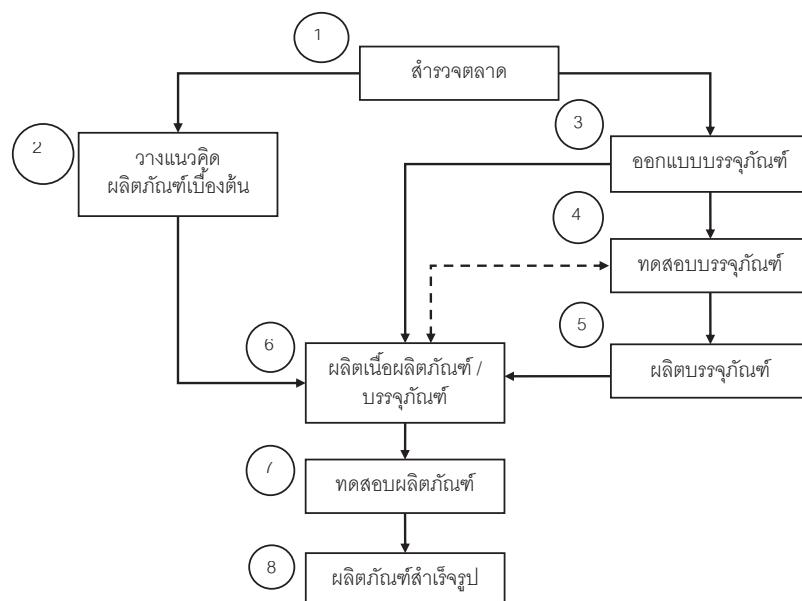 1
สำรวจตลาด
2
วางแนวคิด
ผลิตภัณฑ์เบื้องต้น
3
ออกแบบบรรจุภัณฑ์
4
ทดสอบบรรจุภัณฑ์
5
ผลิตบรรจุภัณฑ์
6
ผลิตเนื้อผลิตภัณฑ์ /
บรรจุภัณฑ์
7
ทดสอบผลิตภัณฑ์
8
ผลิตภัณฑ์สำเร็จรูป